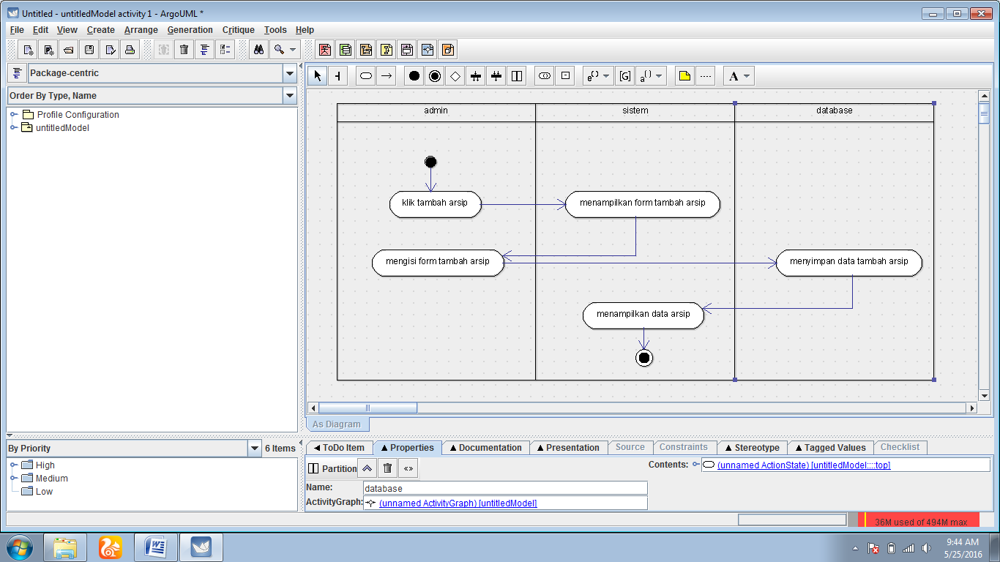 Untitled - untitledModel activity 1 - ArgoUML *
File Edit View Create Arrange Generation Critique Tools Help
Package-centric
Order By Type, Name
Profile Configuration
untitledModel
admin sistem database
klik tambah arsip menampilkan form tambah arsip
mengisi form tambah arsip menyimpan data tambah arsip
menampilkan data arsip
As Diagram
By Priority 6 Items
High
Medium
Low
ToDo Item Properties Documentation Presentation Source Constraints Stereotype Tagged Values Checklist
Partition
Contents: (unnamed ActionState) [untitledModel::::top]
Name: database
ActivityGraph: (unnamed ActivityGraph) [untitledModel]
36M used of 494M max
9:44 AM
5/25/2016